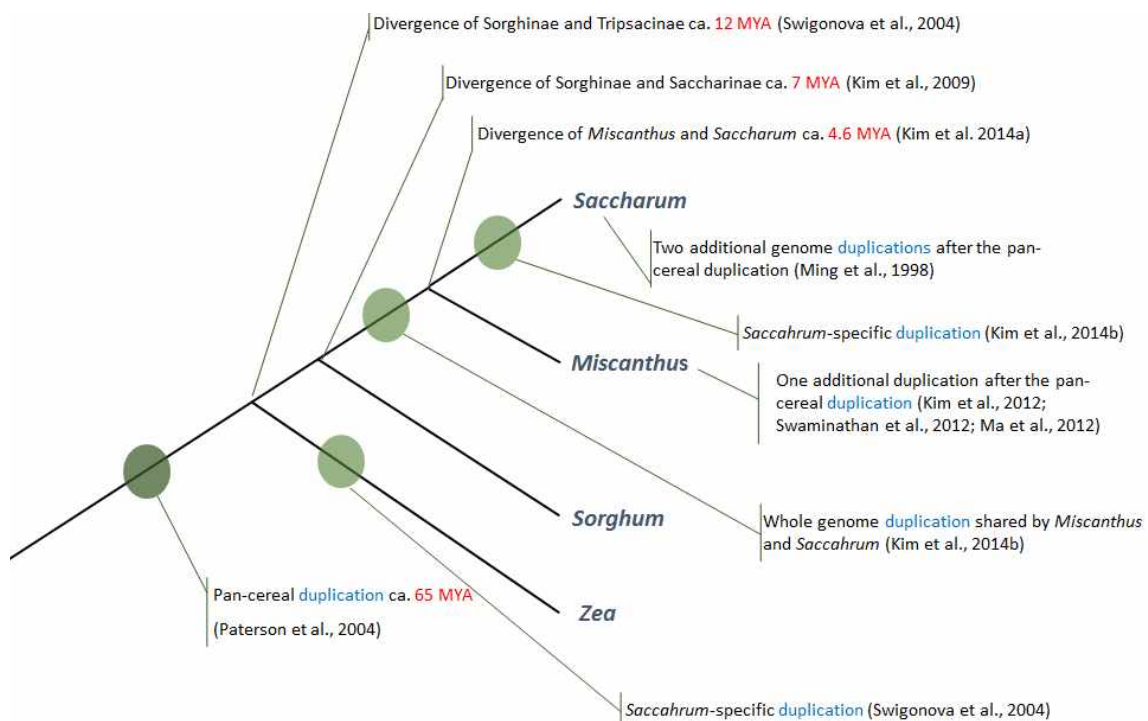 Divergence of Sorghinae and Tripsacinae ca. 12 MYA (Swigonova et al., 2004)
Divergence of Sorghinae and Saccharinae ca. 7 MYA (Kim et al., 2009)
Divergence of Miscanthus and Saccharum ca. 4.6 MYA (Kim et al. 2014a)
Saccharum
Two additional genome duplications after the pan-
cereal duplication (Ming et al., 1998)
Saccahrum-specific duplication (Kim et al., 2014b)
Miscanthus
One additional duplication after the pan-
cereal duplication (Kim et al., 2012;
Swaminathan et al., 2012; Ma et al., 2012)
Sorghum
Whole genome duplication shared by Miscanthus
and Saccahrum (Kim et al., 2014b)
Pan-cereal duplication ca. 65 MYA
(Paterson et al., 2004)
Zea
Saccahrum-specific duplication (Swigonova et al., 2004)